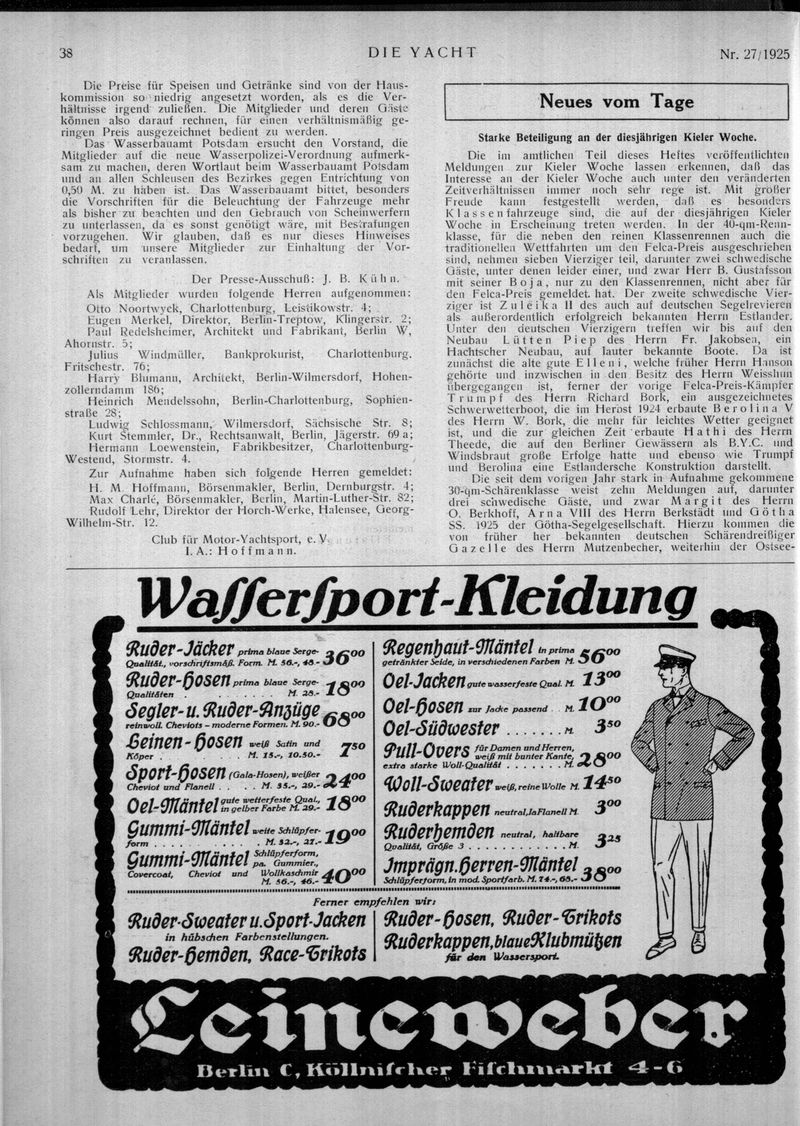 38
DIE YACHT
Nr. 27/1925
Die Preise für Speisen und Getränke sind von der Haus-
kommission so niedrig angesetzt worden, als es die Ver-
hältnisse irgend zuließen. Die Mitglieder und deren Gäste
können also darauf rechnen, für einen verhältnismäßig ge-
ringen Preis ausgezeichnet bedient zu werden.
Das Wasserbauamt Potsdam ersucht den Vorstand, die
Mitglieder auf die neue Wasserpolizei-Verordnung aufmerk-
sam zu machen, deren Wortlaut beim Wasserbauamt Potsdam
und an allen Schleusen des Bezirkes gegen Entrichtung von
0,50 M. zu haben ist. Das Wasserbauamt bittet, besonders
die Vorschriften für die Beleuchtung der Fahrzeuge mehr
als bisher zu beachten und den Gebrauch von Scheinwerfern
zu unterlassen, da es sonst genötigt wäre, mit Bestrafungen
vorzugehen. Wir glauben, daß es nur dieses Hinweises
bedarf, um unsere Mitglieder zur Einhaltung der Vor-
schriften zu veranlassen.
Der Presse-Ausschuß: J. B. Kühn.
Als Mitglieder wurden folgende Herren aufgenommen:
Otto Noortwyck, Charlottenburg, Leistikowstr. 4;
Eugen Merkel, Direktor, Berlin-Treptow, Klingerstr. 2;
Paul Redelsheimer, Architekt und Fabrikant, Berlin W,
Ahornstr. 5;
Julius Windmüller, Bankprokurist, Charlottenburg,
Fritschestr. 76;
Harry Blumann, Architekt, Berlin-Wilmersdorf, Hohen-
zollerndamm 186;
Heinrich Mendelssohn, Berlin-Charlottenburg, Sophien-
straße 28;
Ludwig Schlossmann, Wilmersdorf, Sächsische Str. 8;
Kurt Stemmler, Dr., Rechtsanwalt, Berlin, Jägerstr. 69a;
Hermann Loewenstein, Fabrikbesitzer, Charlottenburg-
Westend, Stormstr. 4.
Zur Aufnahme haben sich folgende Herren gemeldet:
H. M. Hoffmann, Börsenmakler, Berlin, Dernburgstr. 4;
Max Charlé, Börsenmakler, Berlin, Martin-Luther-Str. 82;
Rudolf Lehr, Direktor der Horch-Werke, Halensee, Georg-
Wilhelm-Str. 12.
Club für Motor-Yachtsport, e. V.
I. A.: Hoffmann.
Neues vom Tage
Starke Beteiligung an der diesjährigen Kieler Woche.
Die im amtlichen Teil dieses Heftes veröffentlichten
Meldungen zur Kieler Woche lassen erkennen, daß das
Interesse an der Kieler Woche auch unter den veränderten
Zeitverhältnissen immer noch sehr rege ist. Mit großer
Freude kann festgestellt werden, daß es besonders
Klassenfahrzeuge sind, die auf der diesjährigen Kieler
Woche in Erscheinung treten werden. In der 40-qm-Renn-
klasse, für die neben den reinen Klassenrennen auch die
traditionellen Wettfahrten um den Felca-Preis ausgeschrieben
sind, nehmen sieben Vierziger teil, darunter zwei schwedische
Gäste, unter denen leider einer, und zwar Herr B. Gustafsson
mit seiner Boja, nur zu den Klassenrennen, nicht aber für
den Felca-Preis gemeldet hat. Der zweite schwedische Vier-
ziger ist Zuleika II des auch auf deutschen Segelrevieren
als außerordentlich erfolgreich bekannten Herrn Estlander.
Unter den deutschen Vierzigern treffen wir bis auf den
Neubau Lütten Piep des Herrn Fr. Jakobsen, ein
Hachtscher Neubau, auf lauter bekannte Boote. Da ist
zunächst die alte gute Elleni, welche früher Herrn Hanson
gehörte und inzwischen in den Besitz des Herrn Weisshun
übergegangen ist, ferner der vorige Felca-Preis-Kämpfer
Trumpf des Herrn Richard Bork, ein ausgezeichnetes
Schwerwetterboot, die im Herbst 1924 erbaute Berolina V
des Herrn W. Bork, die mehr für leichtes Wetter geeignet
ist, und die zur gleichen Zeit erbaute Hathi des Herrn
Theede, die auf den Berliner Gewässern als B.Y.C. und
Windsbraut große Erfolge hatte und ebenso wie Trumpf
und Berolina eine Estlandersche Konstruktion darstellt.
Die seit dem vorigen Jahr stark in Aufnahme gekommene
30-qm-Schärenklasse weist zehn Meldungen auf, darunter
drei schwedische Gäste, und zwar Margit des Herrn
O. Berkhoff, Arna VIII des Herrn Berkstädt und Götha
SS. 1925 der Götha-Segelgesellschaft. Hierzu kommen die
von früher her bekannten deutschen Schärendreißiger
Gazelle des Herrn Mutzenbecher, weiterhin der Ostsee-
Wassersport-Kleidung
Ruder-Jäcker prima blaue Serge-
Qualität, vorschriftsmäß. Form. M. 56.-, 45.- 36 00
Ruder-Hosen prima blaue Serge-
Qualitäten . . . . . . . . . M. 25.- 18 00
Segler- u. Ruder-Anzüge
reinwoll. Cheviots – moderne Formen. M. 90.- 68 00
Leinen-Hosen weiß Satin und
Köper . . . . . . . . M. 15.-, 10.50.- 7 50
Sport-Hosen (Gala-Hosen), weißer
Cheviot und Flanell . . . . M. 35.-, 29.- 24 00
Oel-Mäntel gute wetterfeste Qual.,
in gelber Farbe M. 29.- 18 00
Gummi-Mäntel weite Schlüpfer-
form . . . . . . . . . . M. 32.-, 27.- 19 00
Gummi-Mäntel Schlüpferform,
pa. Gummier.,
Covercoat, Cheviot und Wollkaschmir
M. 56.-, 46.- 40 00
Regenhaut-Mäntel in prima
getränkter Seide, in verschiedenen Farben M. 56 00
Oel-Jacken gute wasserfeste Qual. M. 13 00
Oel-Hosen zur Jacke passend . . M. 10 00
Oel-Südwester . . . . . . . M. 3 50
Pull-Overs für Damen und Herren,
weiß mit bunter Kante,
extra starke Woll-Qualität . . . . . . . M. 28 00
Woll-Sweater weiß, reine Wolle M. 14 50
Ruderkappen neutral, Ia Flanell M. 3 00
Ruderhemden neutral, haltbare
Qualität, Größe 3 . . . . . . . . . . . M. 3 25
Imprägn. Herren-Mäntel
Schlüpferform, in mod. Sportfarb. M. 74.-, 65.- 38 00
Ferner empfehlen wir:
Ruder-Sweater u. Sport-Jacken
in hübschen Farbenstellungen.
Ruder-Hemden, Race-Trikots
Ruder-Hosen, Ruder-Trikots
Ruderkappen, blaue Klubmützen
für den Wassersport.
Leineweber
Berlin C, Köllnischer Fischmarkt 4-6